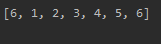 [6, 1, 2, 3, 4, 5, 6]